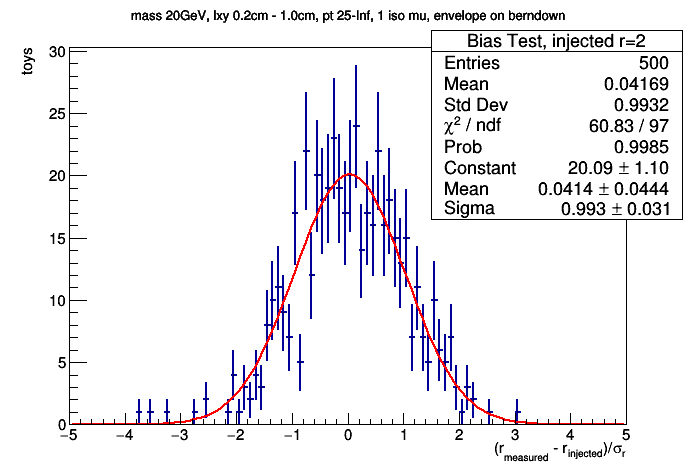 mass 20GeV, lxy 0.2cm - 1.0cm, pt 25-Inf, 1 iso mu, envelope on berndown
Bias Test, injected r=2
Entries 500
Mean 0.04169
Std Dev 0.9932
χ² / ndf 60.83 / 97
Prob 0.9985
Constant 20.09 ± 1.10
Mean 0.0414 ± 0.0444
Sigma 0.993 ± 0.031
toys
30
25
20
15
10
5
0
−5 −4 −3 −2 −1 0 1 2 3 4 5
(r_measured - r_injected)/σ_r